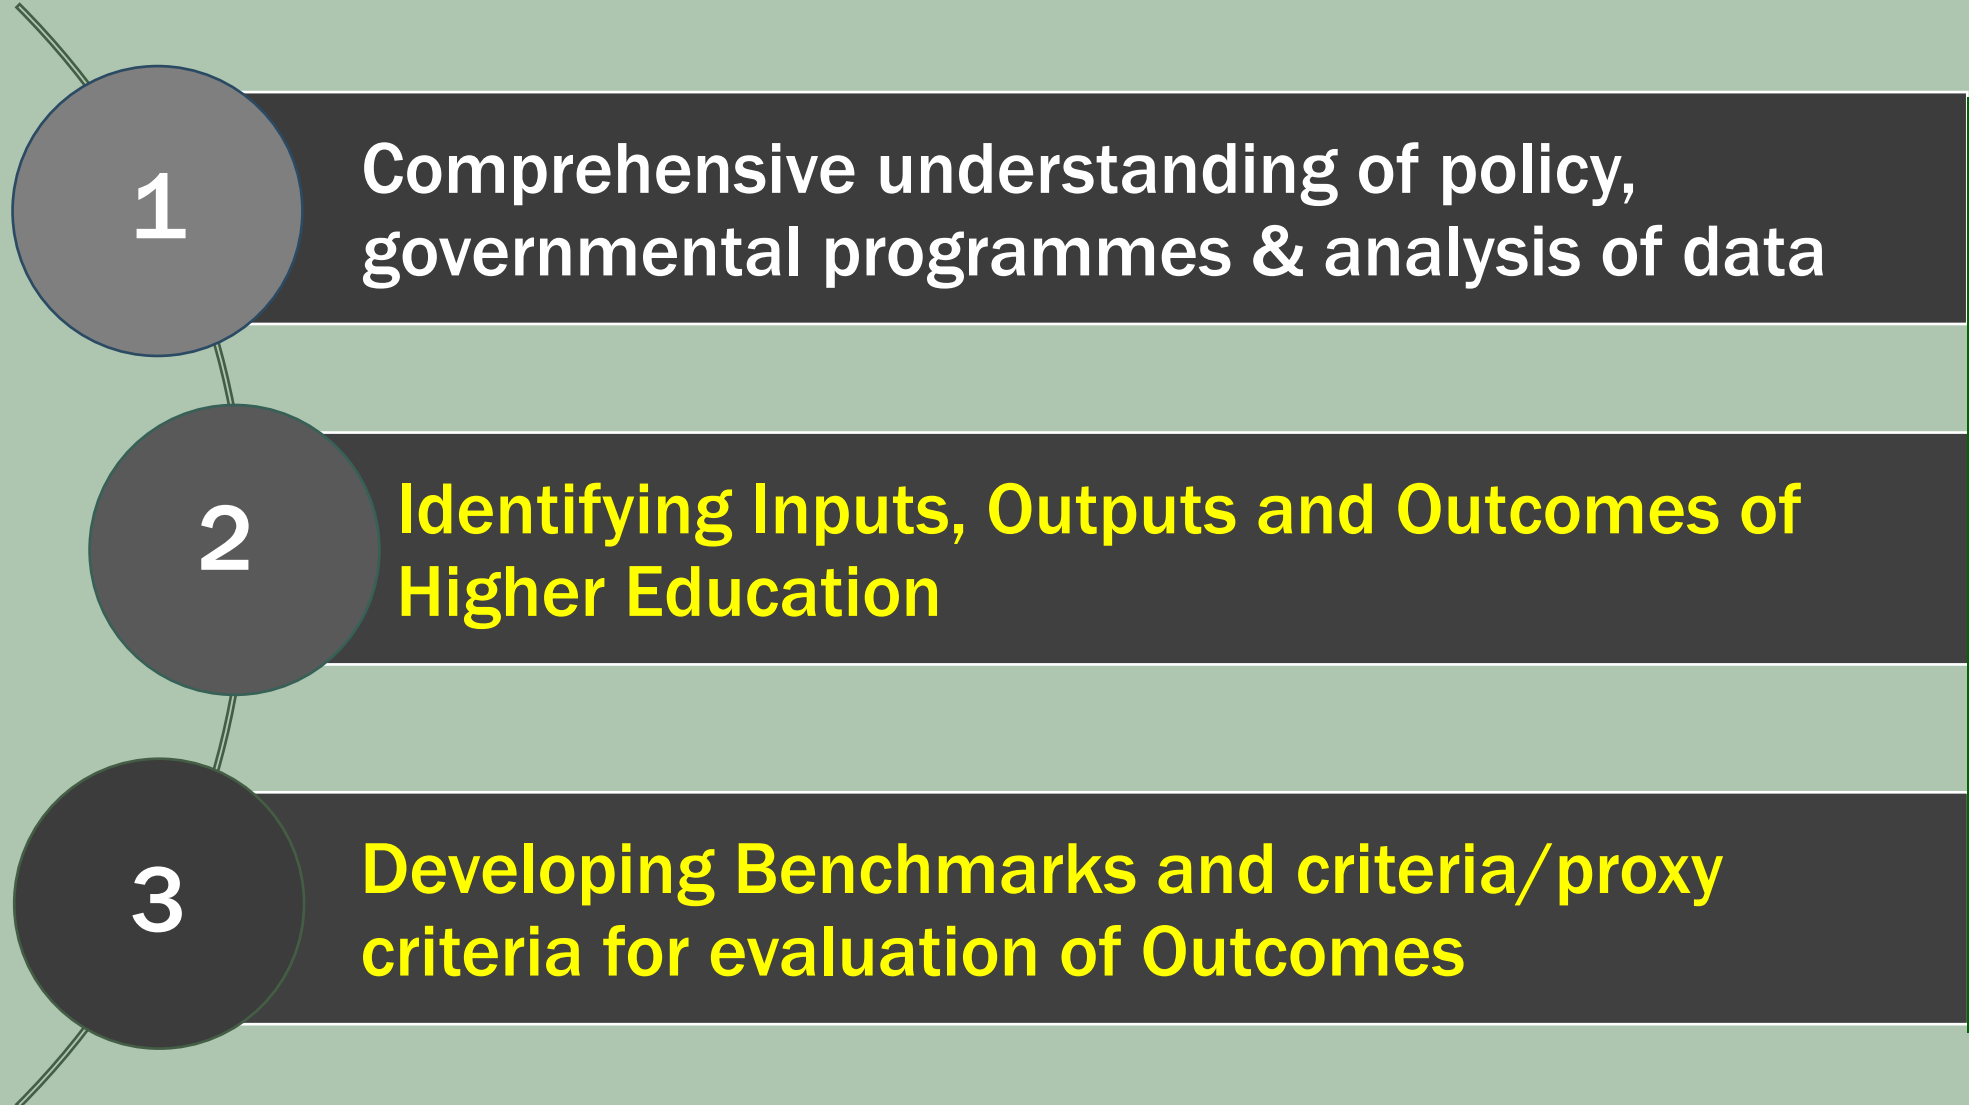 1
Comprehensive understanding of policy,
governmental programmes & analysis of data
2
Identifying Inputs, Outputs and Outcomes of
Higher Education
3
Developing Benchmarks and criteria/proxy
criteria for evaluation of Outcomes